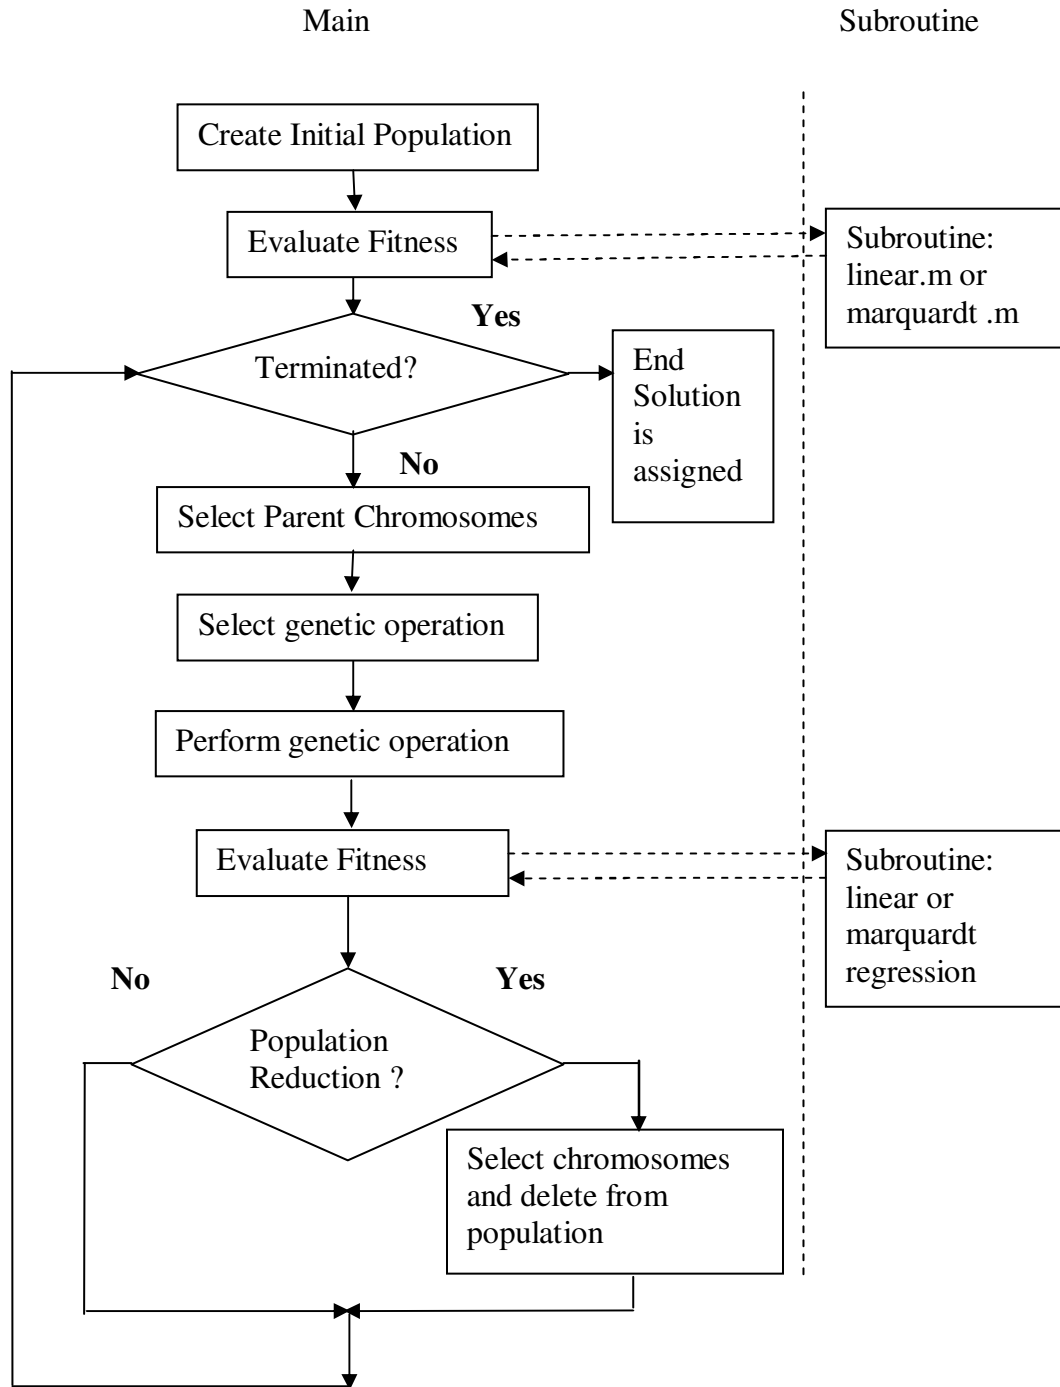 Main
Subroutine
Create Initial Population
Evaluate Fitness
Subroutine:
linear.m or
marquardt .m
Yes
Terminated?
End
Solution
is
assigned
No
Select Parent Chromosomes
Select genetic operation
Perform genetic operation
Evaluate Fitness
Subroutine:
linear or
marquardt
regression
No
Yes
Population
Reduction ?
Select chromosomes
and delete from
population